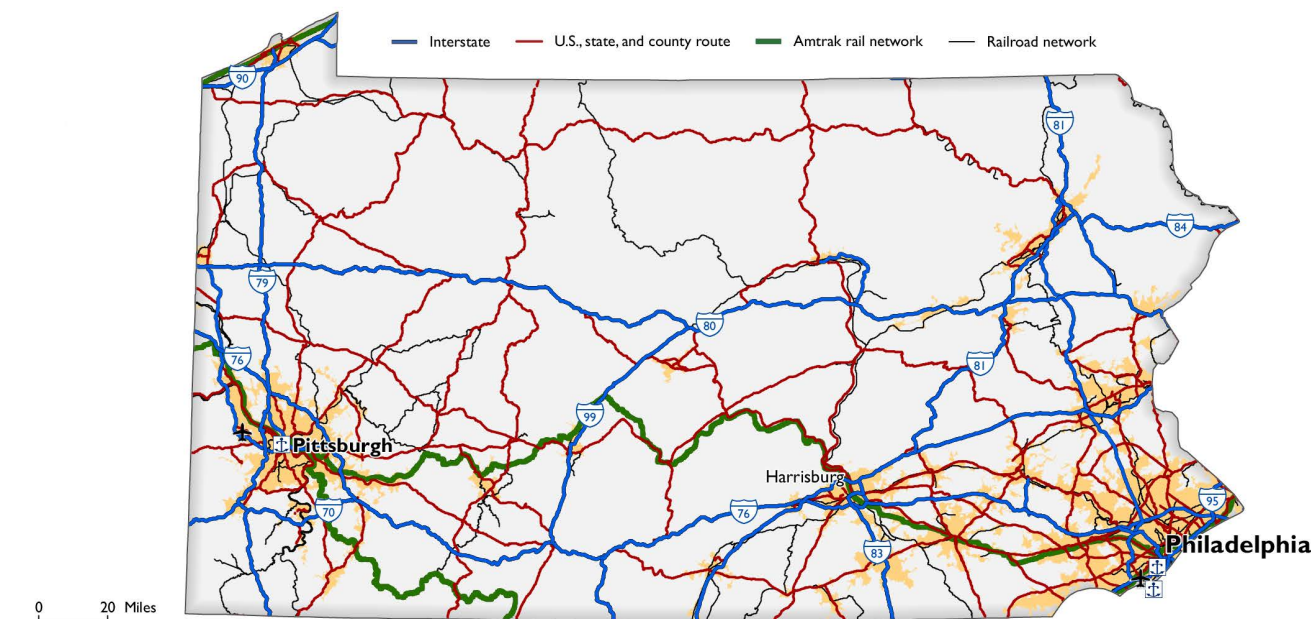 Interstate
U.S., state, and county route
Amtrak rail network
Railroad network
90
81
84
79
80
76
81
99
Pittsburgh
Harrisburg
70
76
95
83
Philadelphia
0 20 Miles